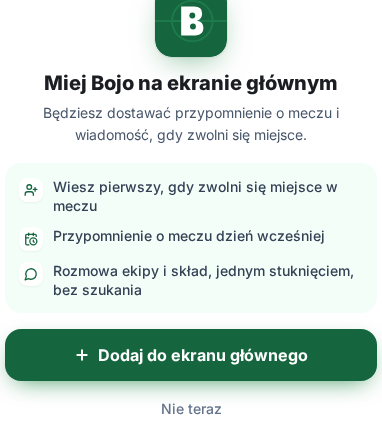 B
Miej Bojo na ekranie głównym
Będziesz dostawać przypomnienie o meczu i
wiadomość, gdy zwolni się miejsce.
Wiesz pierwszy, gdy zwolni się miejsce w
meczu
Przypomnienie o meczu dzień wcześniej
Rozmowa ekipy i skład, jednym stuknięciem,
bez szukania
+ Dodaj do ekranu głównego
Nie teraz